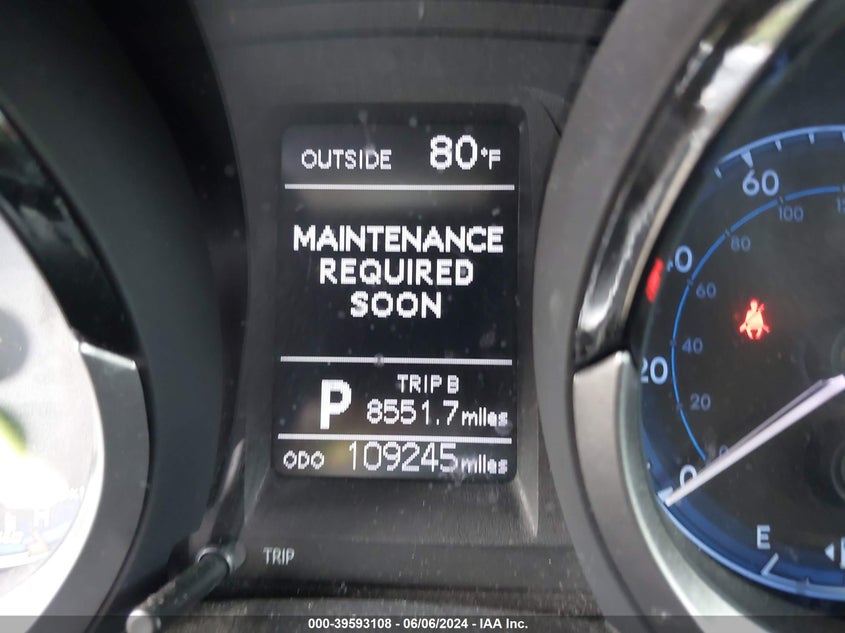 OUTSIDE 80°F
MAINTENANCE
REQUIRED
SOON
TRIP B
P 8551.7 miles
ODO 109245 miles
TRIP
60
100
80
60
40
20
20
0
E
000-39593108 - 06/06/2024 - IAA Inc.